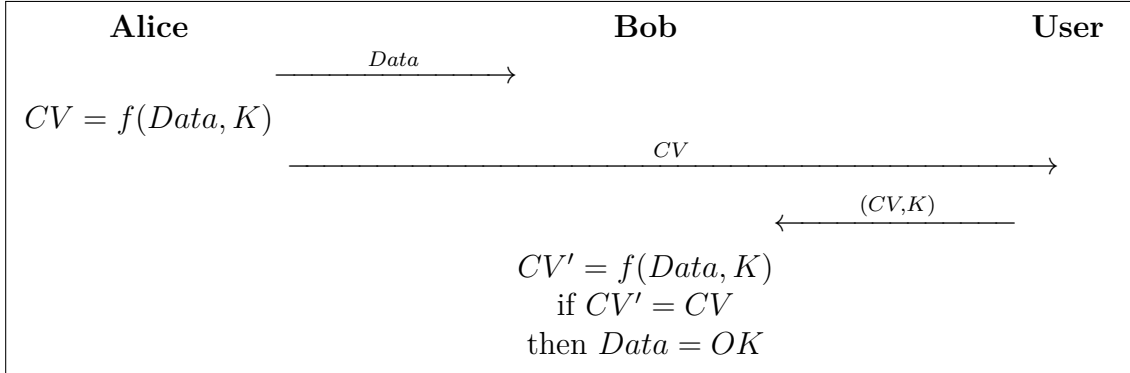 Alice Bob User
Data
CV = f(Data, K)
CV
(CV,K)
CV′ = f(Data, K)
if CV′ = CV
then Data = OK